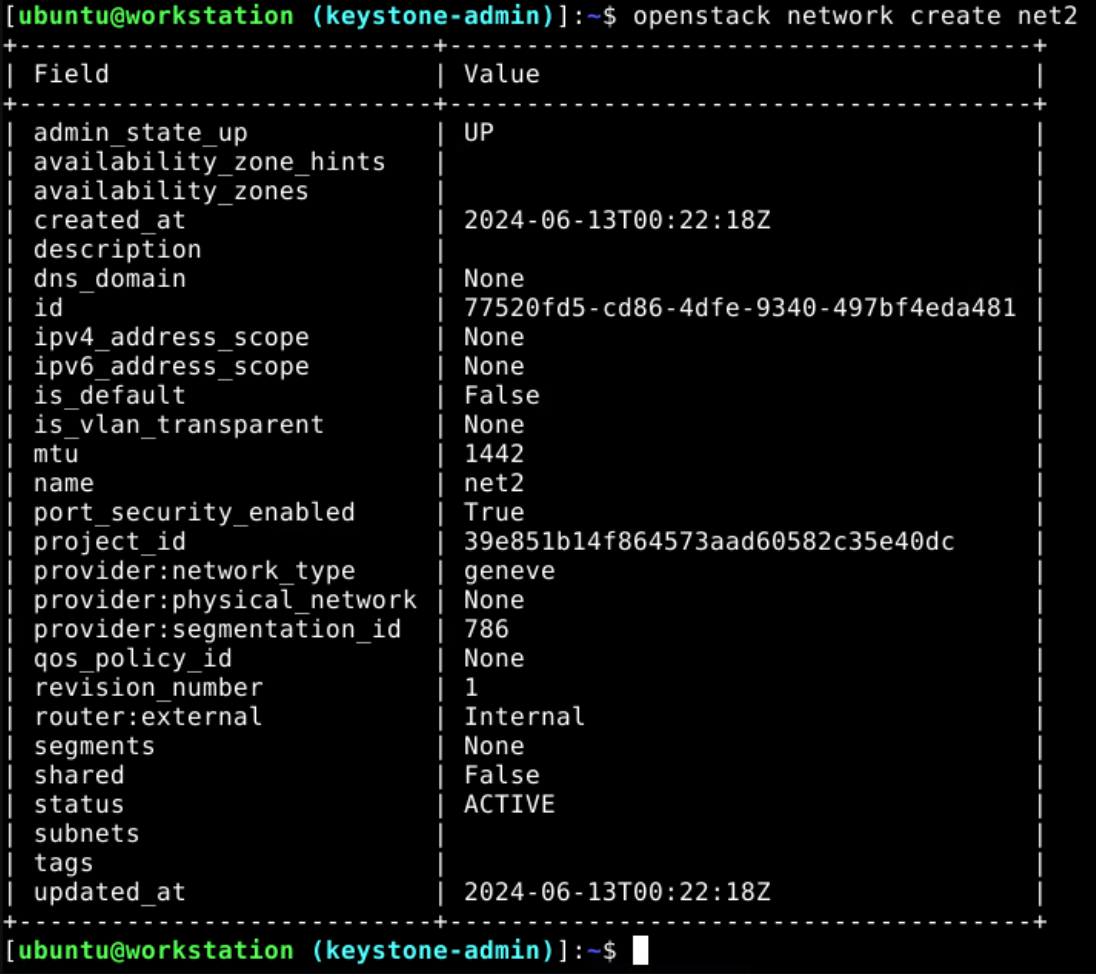 [ubuntu@workstation (keystone-admin)]:~$ openstack network create net2
+---------------------------+--------------------------------------+
| Field                     | Value                                |
+---------------------------+--------------------------------------+
| admin_state_up            | UP                                   |
| availability_zone_hints   |                                      |
| availability_zones        |                                      |
| created_at                | 2024-06-13T00:22:18Z                 |
| description               |                                      |
| dns_domain                | None                                 |
| id                        | 77520fd5-cd86-4dfe-9340-497bf4eda481 |
| ipv4_address_scope        | None                                 |
| ipv6_address_scope        | None                                 |
| is_default                | False                                |
| is_vlan_transparent       | None                                 |
| mtu                       | 1442                                 |
| name                      | net2                                 |
| port_security_enabled     | True                                 |
| project_id                | 39e851b14f864573aad60582c35e40dc     |
| provider:network_type     | geneve                               |
| provider:physical_network | None                                 |
| provider:segmentation_id  | 786                                  |
| qos_policy_id             | None                                 |
| revision_number           | 1                                    |
| router:external           | Internal                             |
| segments                  | None                                 |
| shared                    | False                                |
| status                    | ACTIVE                               |
| subnets                   |                                      |
| tags                      |                                      |
| updated_at                | 2024-06-13T00:22:18Z                 |
+---------------------------+--------------------------------------+
[ubuntu@workstation (keystone-admin)]:~$